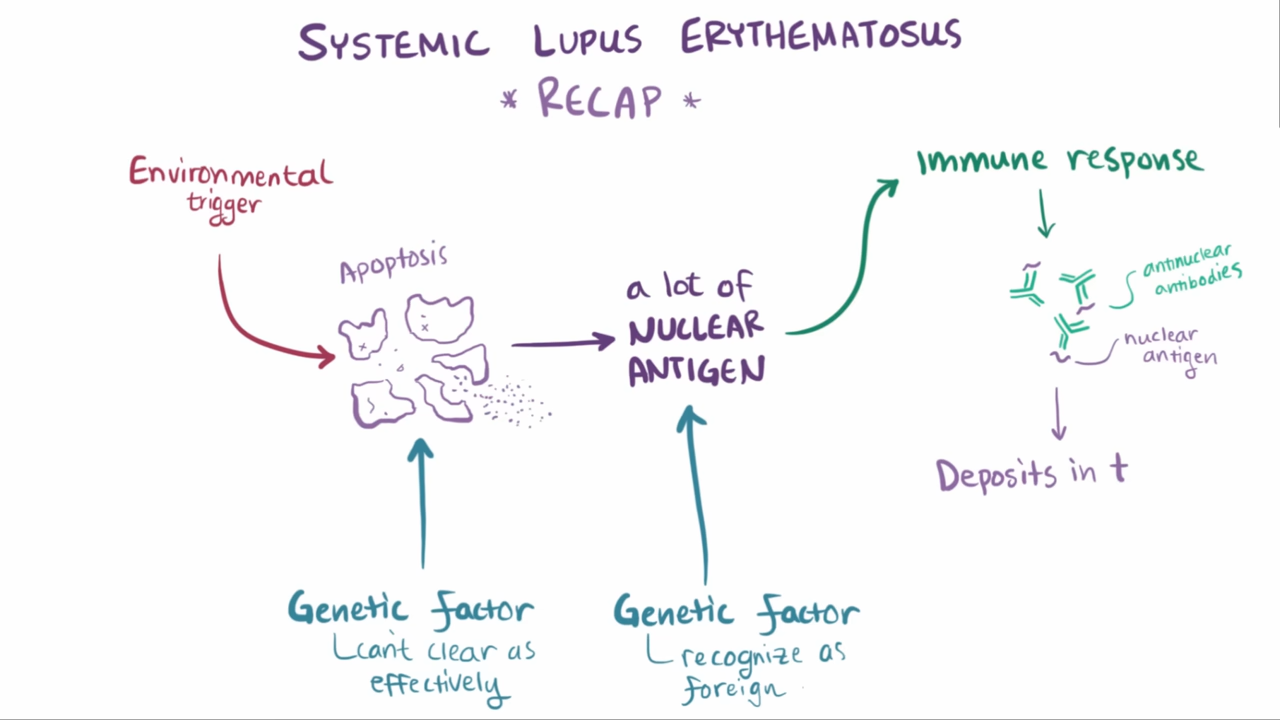 SYSTEMIC LUPUS ERYTHEMATOSUS
* RECAP *
Environmental
trigger
Apoptosis
a lot of
NUCLEAR
ANTIGEN
Immune response
antinuclear
antibodies
nuclear
antigen
Deposits in t
Genetic factor
can't clear as
effectively
Genetic factor
recognize as
foreign